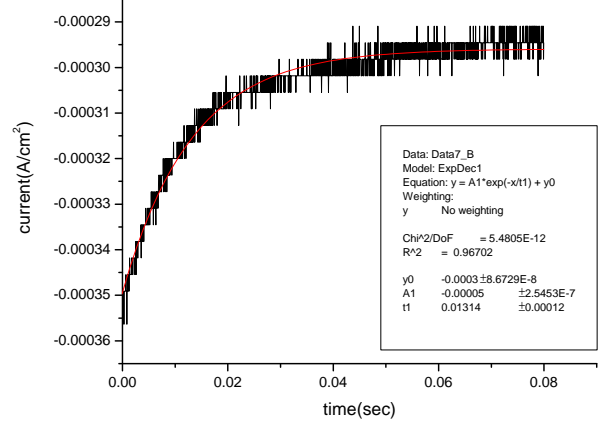 -0.00029
-0.00030
-0.00031
-0.00032
-0.00033
-0.00034
-0.00035
-0.00036
current(A/cm²)
0.00 0.02 0.04 0.06 0.08
time(sec)
Data: Data7_B
Model: ExpDec1
Equation: y = A1*exp(-x/t1) + y0
Weighting:
y No weighting
Chi^2/DoF = 5.4805E-12
R^2 = 0.96702
y0 -0.0003 ±8.6729E-8
A1 -0.00005 ±2.5453E-7
t1 0.01314 ±0.00012